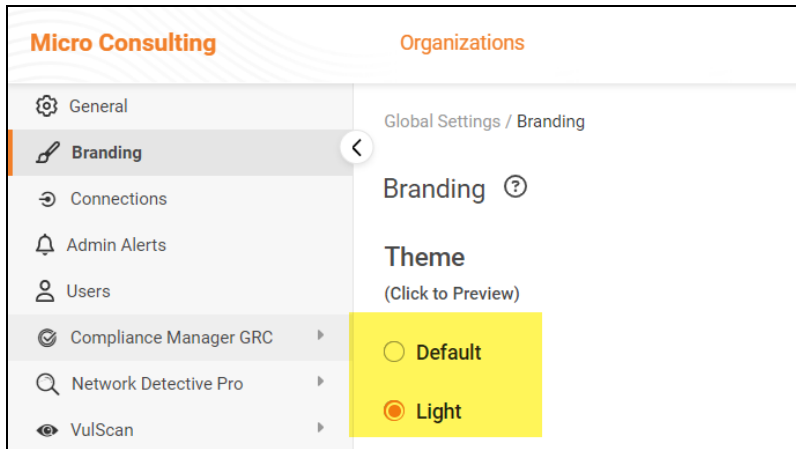 Micro Consulting
Organizations
General
Branding
Connections
Admin Alerts
Users
Compliance Manager GRC
Network Detective Pro
VulScan
Global Settings / Branding
Branding ?
Theme
(Click to Preview)
Default
Light